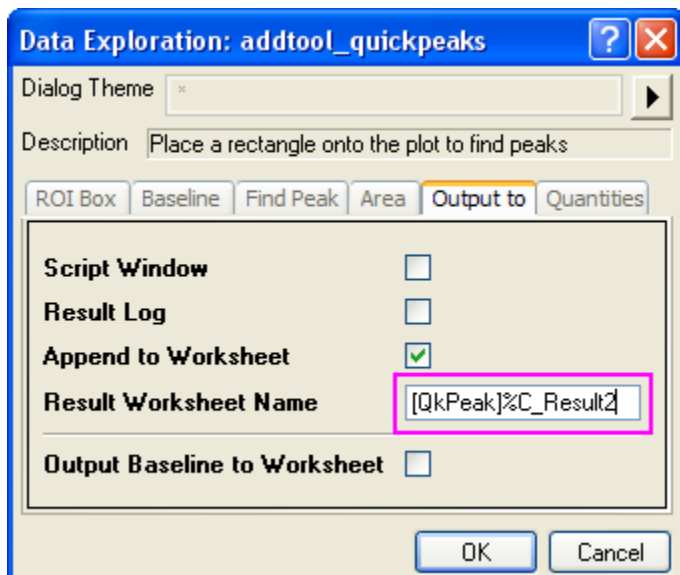 Data Exploration: addtool_quickpeaks
Dialog Theme *
Description Place a rectangle onto the plot to find peaks
ROI Box Baseline Find Peak Area Output to Quantities
Script Window
Result Log
Append to Worksheet
Result Worksheet Name [QkPeak]%C_Result2
Output Baseline to Worksheet
OK Cancel